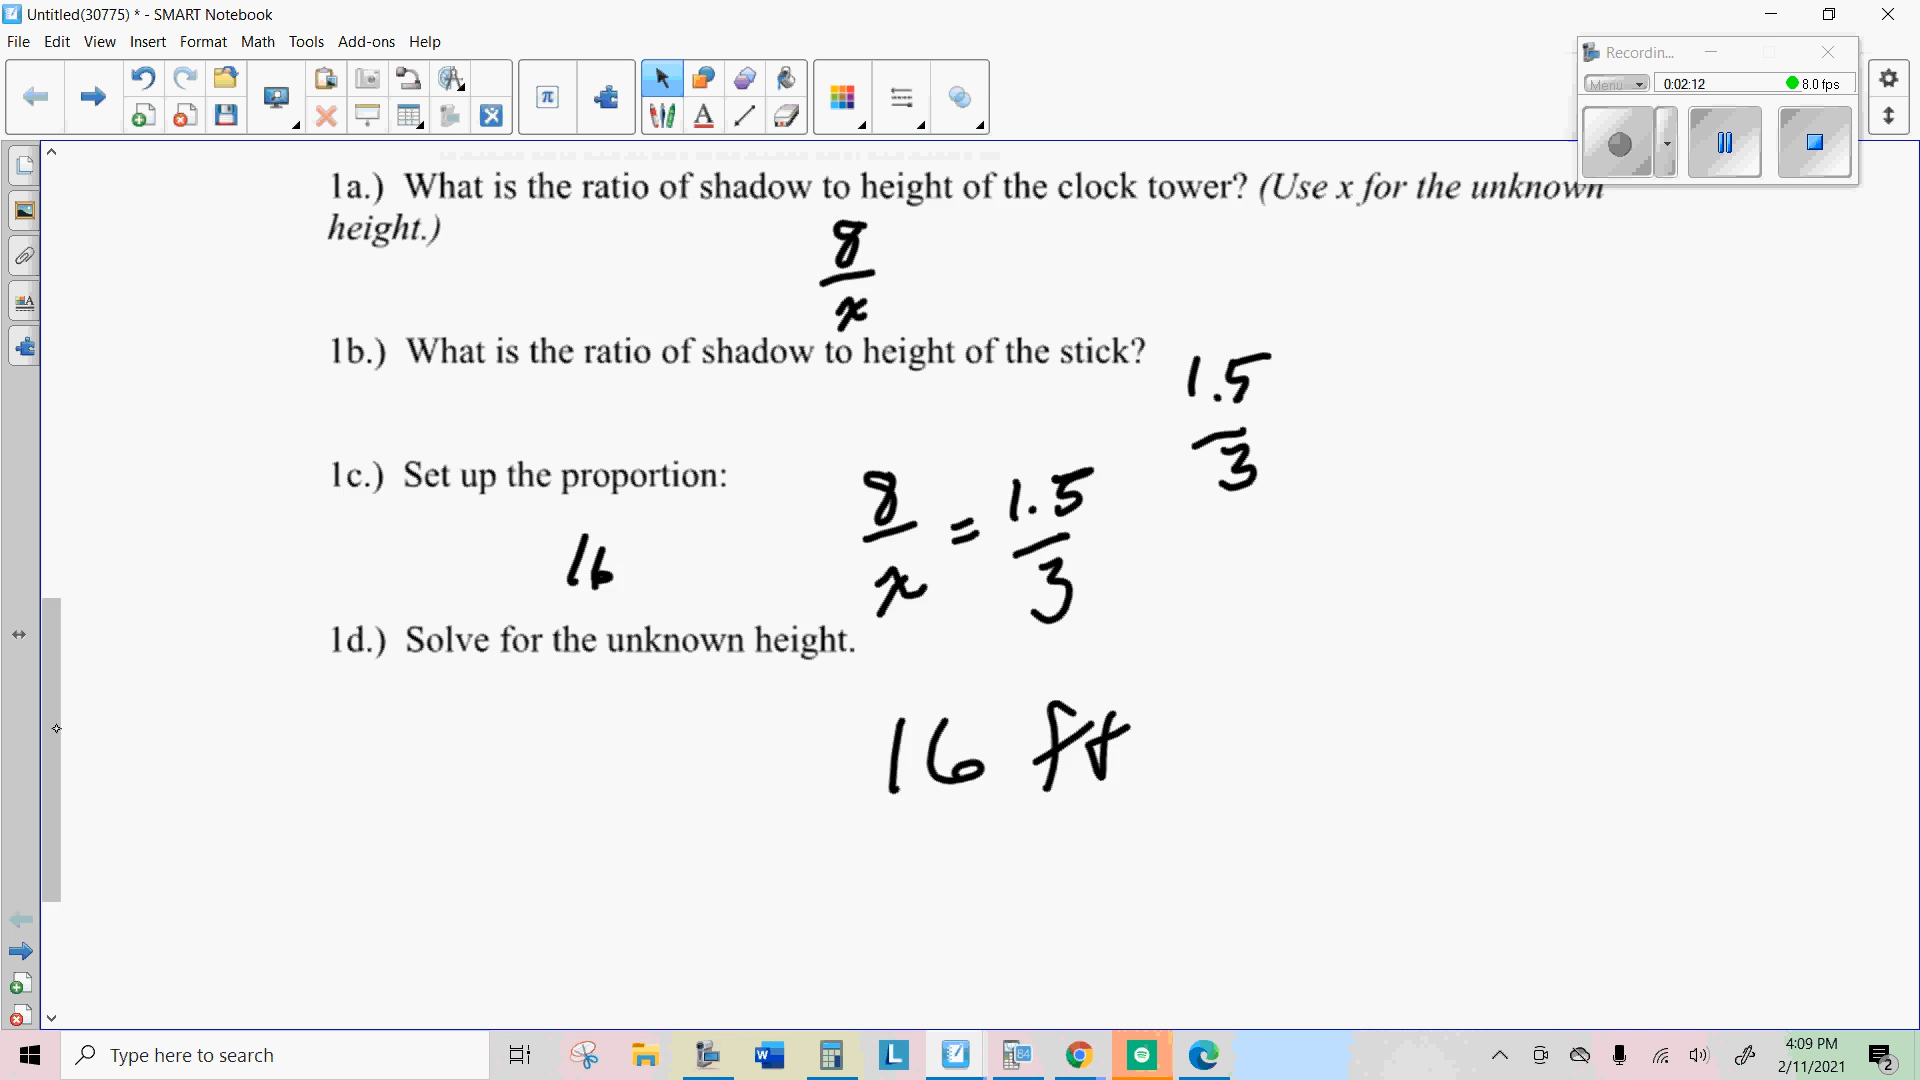 Untitled(30775) * - SMART Notebook
File Edit View Insert Format Math Tools Add-ons Help
Recordin...
Menu 0:02:12 8.0 fps
π
A
1a.) What is the ratio of shadow to height of the clock tower? (Use x for the unknown
height.)
8
x
1b.) What is the ratio of shadow to height of the stick?
1.5
3
1c.) Set up the proportion:
8 = 1.5
x 3
16
1d.) Solve for the unknown height.
16 ft
Type here to search
W
L
84
4:09 PM
2/11/2021
2